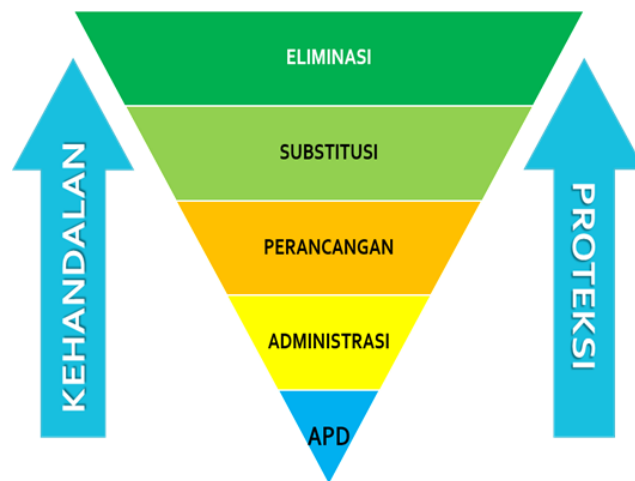 ELIMINASI
SUBSTITUSI
PERANCANGAN
ADMINISTRASI
APD
KEHANDALAN
PROTEKSI